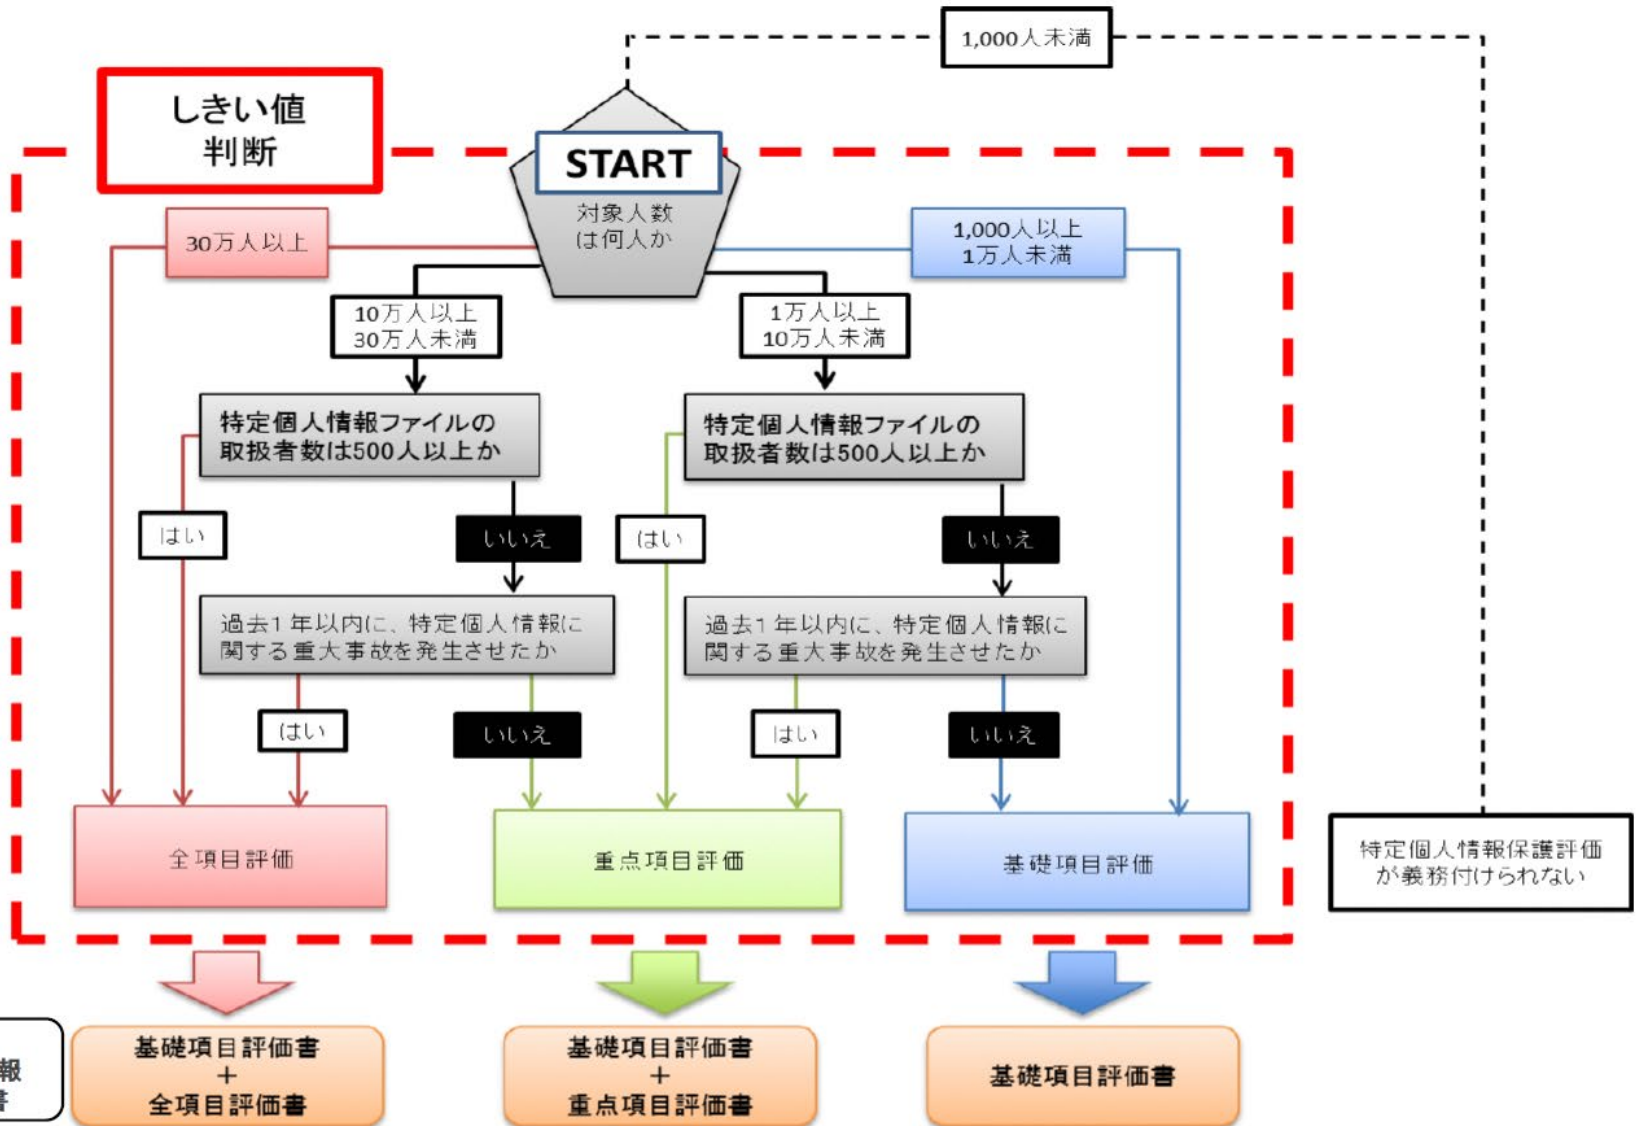 1,000人未満
しきい値
判断
START
対象人数
は何人か
30万人以上
1,000人以上
1万人未満
10万人以上
30万人未満
1万人以上
10万人未満
特定個人情報ファイルの
取扱者数は500人以上か
特定個人情報ファイルの
取扱者数は500人以上か
はい
いいえ
はい
いいえ
過去1年以内に、特定個人情報に
関する重大事故を発生させたか
過去1年以内に、特定個人情報に
関する重大事故を発生させたか
はい
いいえ
はい
いいえ
全項目評価
重点項目評価
基礎項目評価
特定個人情報保護評価
が義務付けられない
報
書
基礎項目評価書
+
全項目評価書
基礎項目評価書
+
重点項目評価書
基礎項目評価書